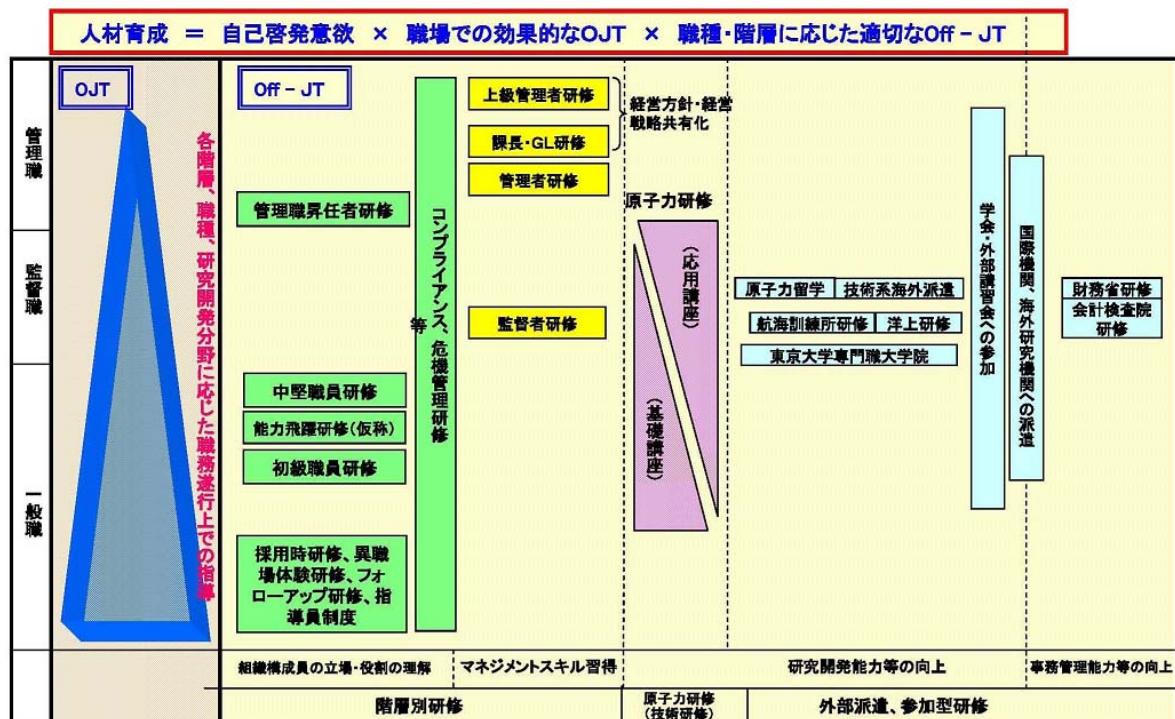 人材育成 ＝ 自己啓発意欲 × 職場での効果的なOJT × 職種・階層に応じた適切なOff－JT
管理職
監督職
一般職
OJT
各階層、職種、研究開発分野に応じた職務遂行上での指導
Off－JT
管理職昇任者研修
中堅職員研修
能力飛躍研修(仮称)
初級職員研修
採用時研修、異職
場体験研修、フォ
ローアップ研修、指
導員制度
コンプライアンス、危機管理研修
等
上級管理者研修
課長・GL研修
管理者研修
監督者研修
経営方針・経営
戦略共有化
原子力研修
(応用講座)
(基礎講座)
原子力留学
技術系海外派遣
航海訓練所研修
洋上研修
東京大学専門職大学院
学会・外部講習会への参加
国際機関、海外研究機関への派遣
財務省研修
会計検査院
研修
組織構成員の立場・役割の理解
マネジメントスキル習得
研究開発能力等の向上
事務管理能力等の向上
階層別研修
原子力研修
(技術研修)
外部派遣、参加型研修